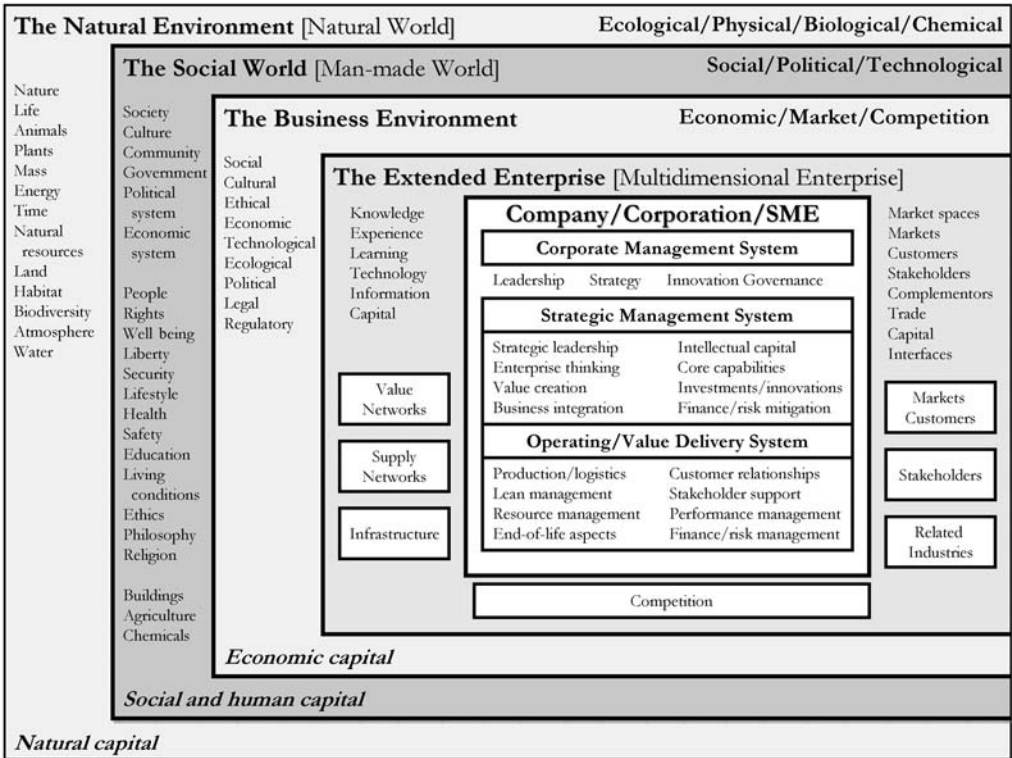 The Natural Environment [Natural World]
Ecological/Physical/Biological/Chemical
Nature
Life
Animals
Plants
Mass
Energy
Time
Natural
resources
Land
Habitat
Biodiversity
Atmosphere
Water
Natural capital
The Social World [Man-made World]
Social/Political/Technological
Society
Culture
Community
Government
Political
system
Economic
system
People
Rights
Well being
Liberty
Security
Lifestyle
Health
Safety
Education
Living
conditions
Ethics
Philosophy
Religion
Buildings
Agriculture
Chemicals
Social and human capital
The Business Environment
Economic/Market/Competition
Social
Cultural
Ethical
Economic
Technological
Ecological
Political
Legal
Regulatory
Economic capital
The Extended Enterprise [Multidimensional Enterprise]
Knowledge
Experience
Learning
Technology
Information
Capital
Value
Networks
Supply
Networks
Infrastructure
Company/Corporation/SME
Corporate Management System
Leadership Strategy Innovation Governance
Strategic Management System
Strategic leadership Intellectual capital
Enterprise thinking Core capabilities
Value creation Investments/innovations
Business integration Finance/risk mitigation
Operating/Value Delivery System
Production/logistics Customer relationships
Lean management Stakeholder support
Resource management Performance management
End-of-life aspects Finance/risk management
Competition
Market spaces
Markets
Customers
Stakeholders
Complementors
Trade
Capital
Interfaces
Markets
Customers
Stakeholders
Related
Industries